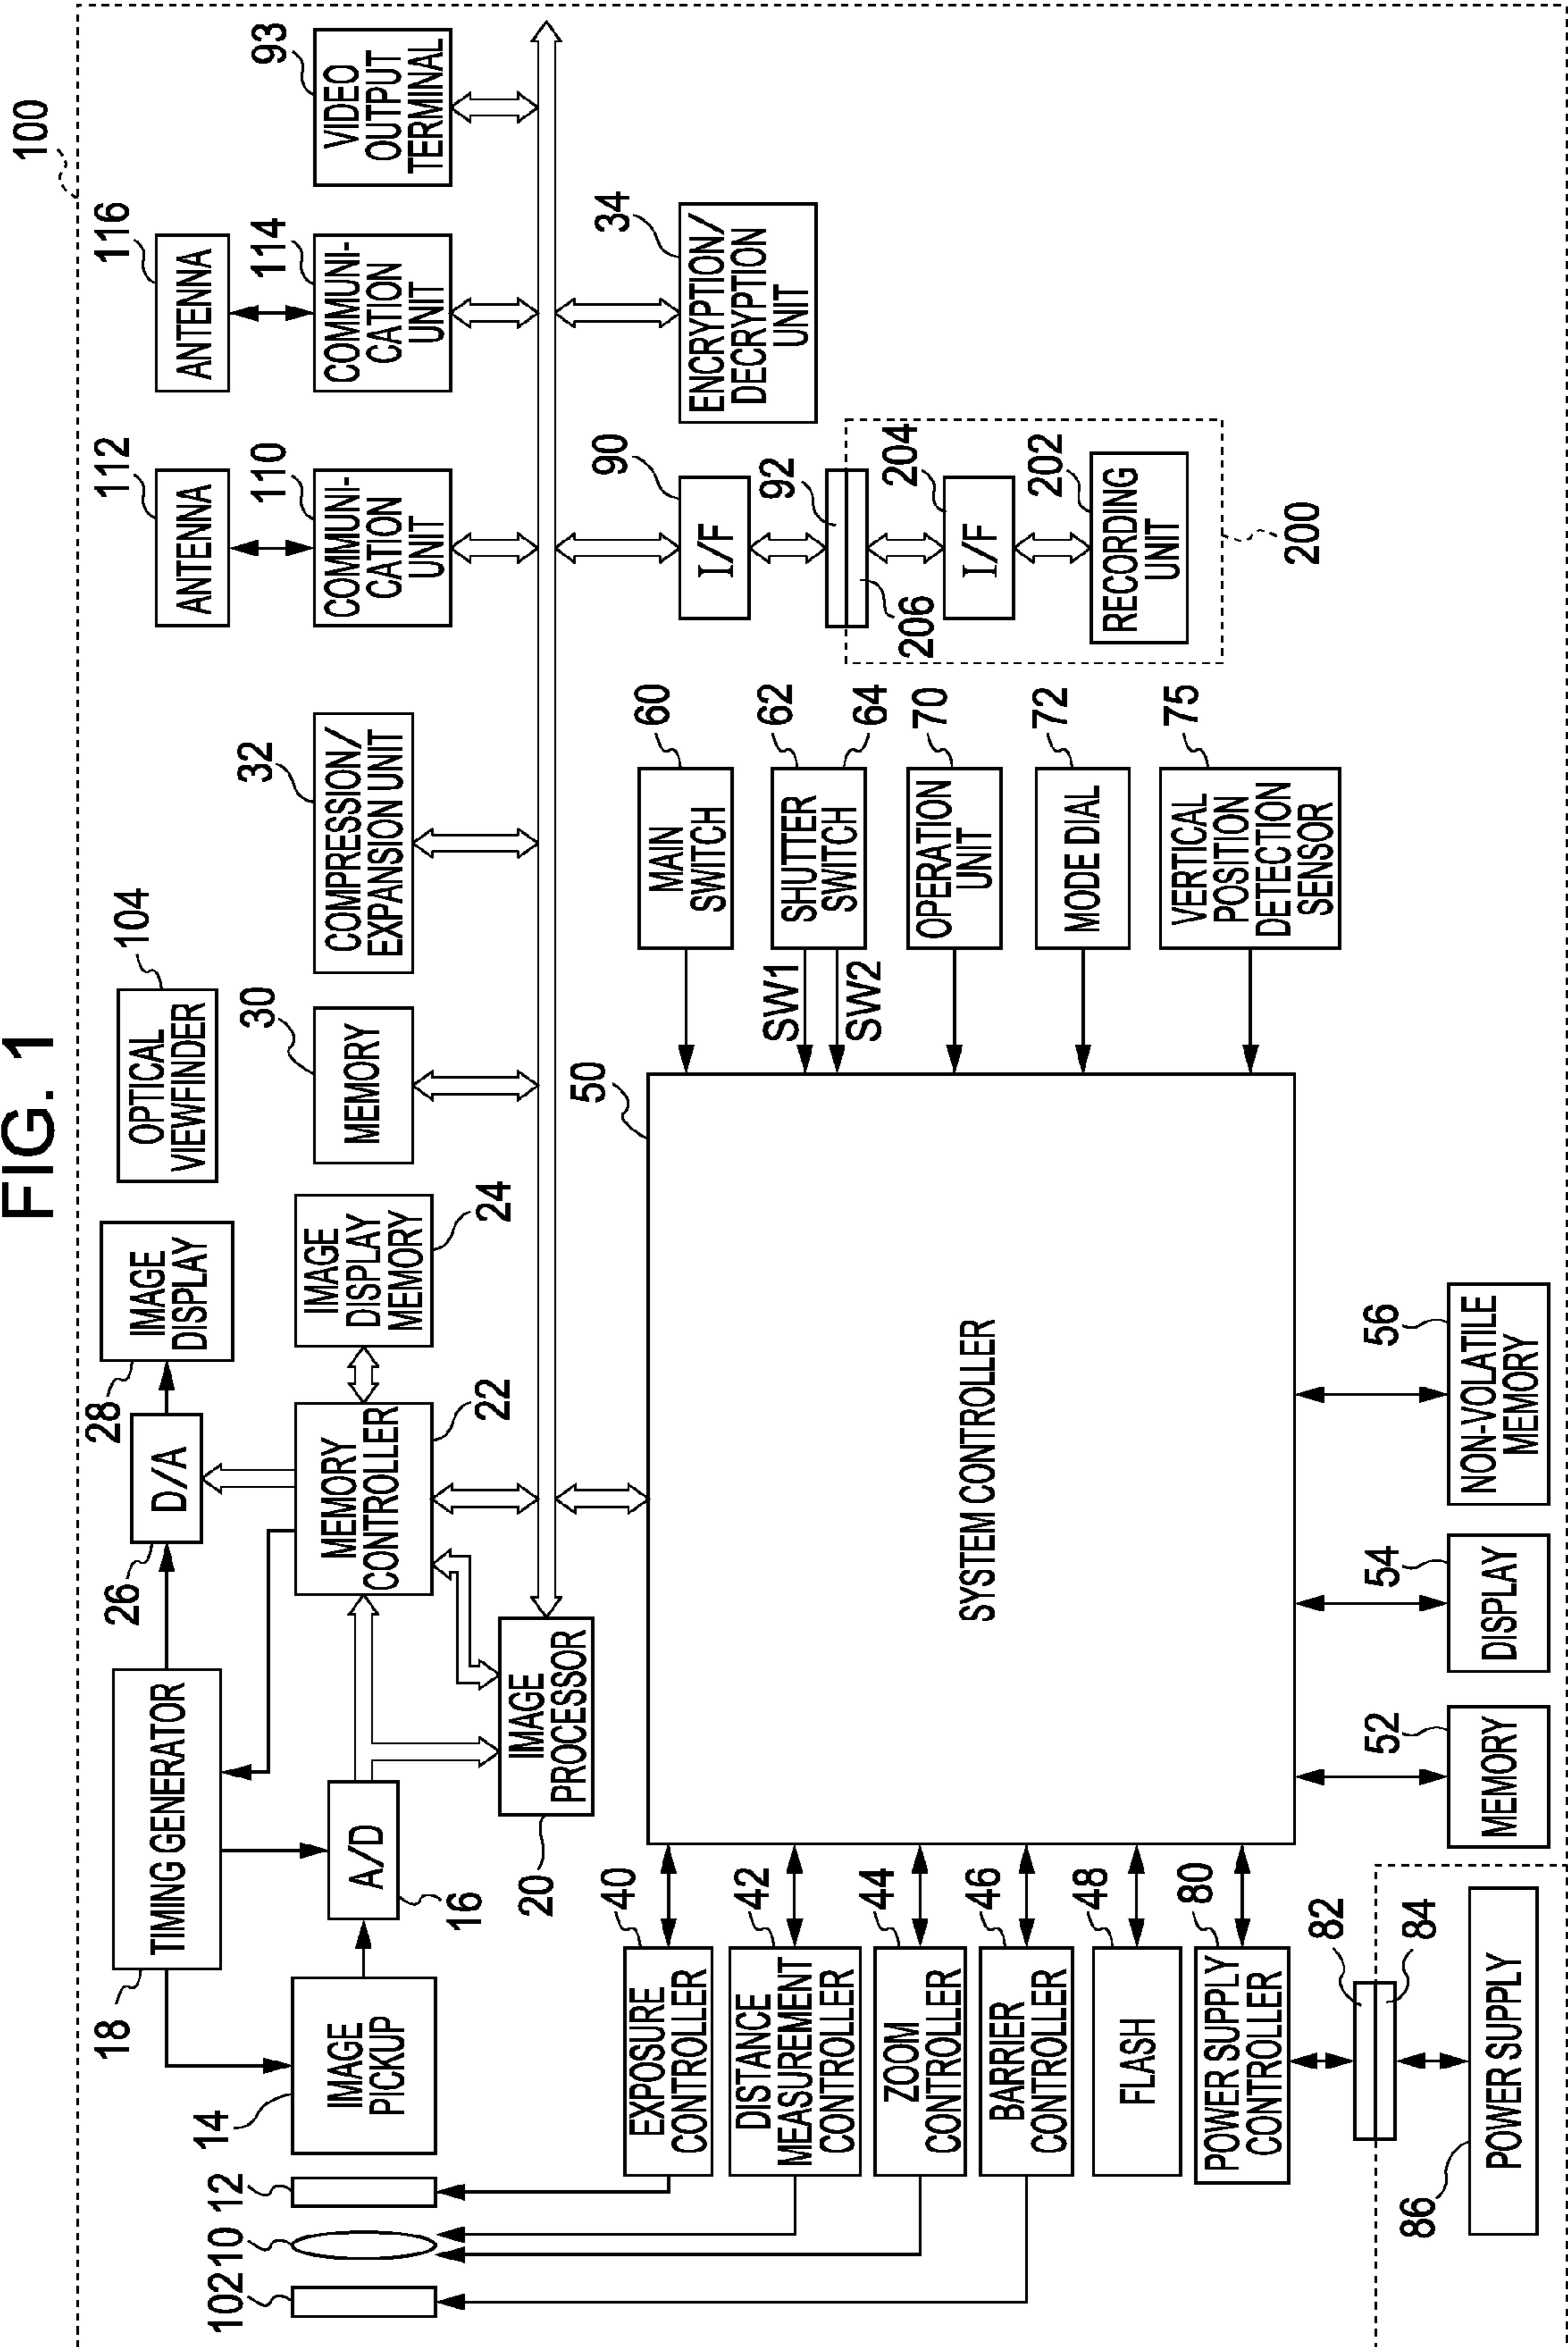 FIG. 1
100
102
10
12
14
IMAGE
PICKUP
18
TIMING GENERATOR
A/D
16
26
D/A
28
IMAGE
DISPLAY
OPTICAL
VIEWFINDER
104
MEMORY
CONTROLLER
22
IMAGE
DISPLAY
MEMORY
24
IMAGE
PROCESSOR
20
MEMORY
30
COMPRESSION/
EXPANSION UNIT
32
ANTENNA
112
COMMUNI-
CATION
UNIT
110
ANTENNA
116
COMMUNI-
CATION
UNIT
114
VIDEO
OUTPUT
TERMINAL
93
ENCRYPTION/
DECRYPTION
UNIT
34
I/F
90
92
206
I/F
204
RECORDING
UNIT
202
200
EXPOSURE
CONTROLLER
40
DISTANCE
MEASUREMENT
CONTROLLER
42
ZOOM
CONTROLLER
44
BARRIER
CONTROLLER
46
FLASH
48
POWER SUPPLY
CONTROLLER
80
82
84
POWER SUPPLY
86
SYSTEM CONTROLLER
50
MAIN
SWITCH
60
SHUTTER
SWITCH
62
64
SW1
SW2
OPERATION
UNIT
70
MODE DIAL
72
VERTICAL
POSITION
DETECTION
SENSOR
75
MEMORY
52
DISPLAY
54
NON-VOLATILE
MEMORY
56